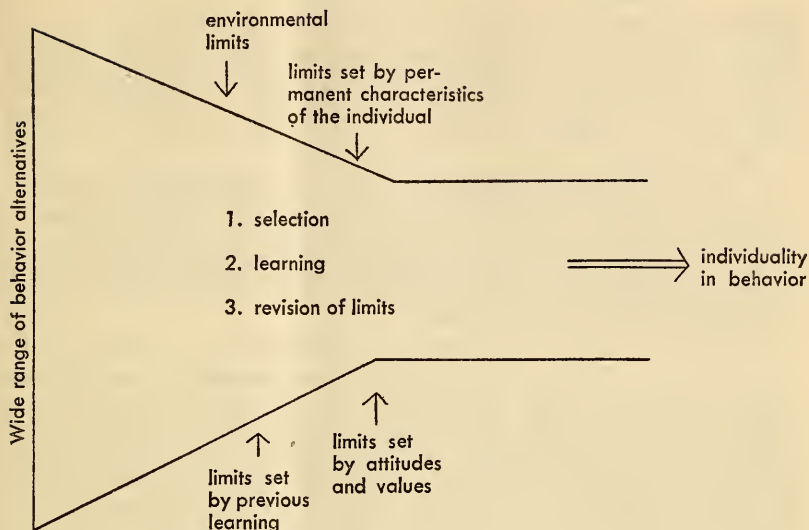 environmental
limits
limits set by per-
manent characteristics
of the individual
Wide range of behavior alternatives
1. selection
2. learning
3. revision of limits
individuality
in behavior
limits set
by previous
learning
limits set
by attitudes
and values